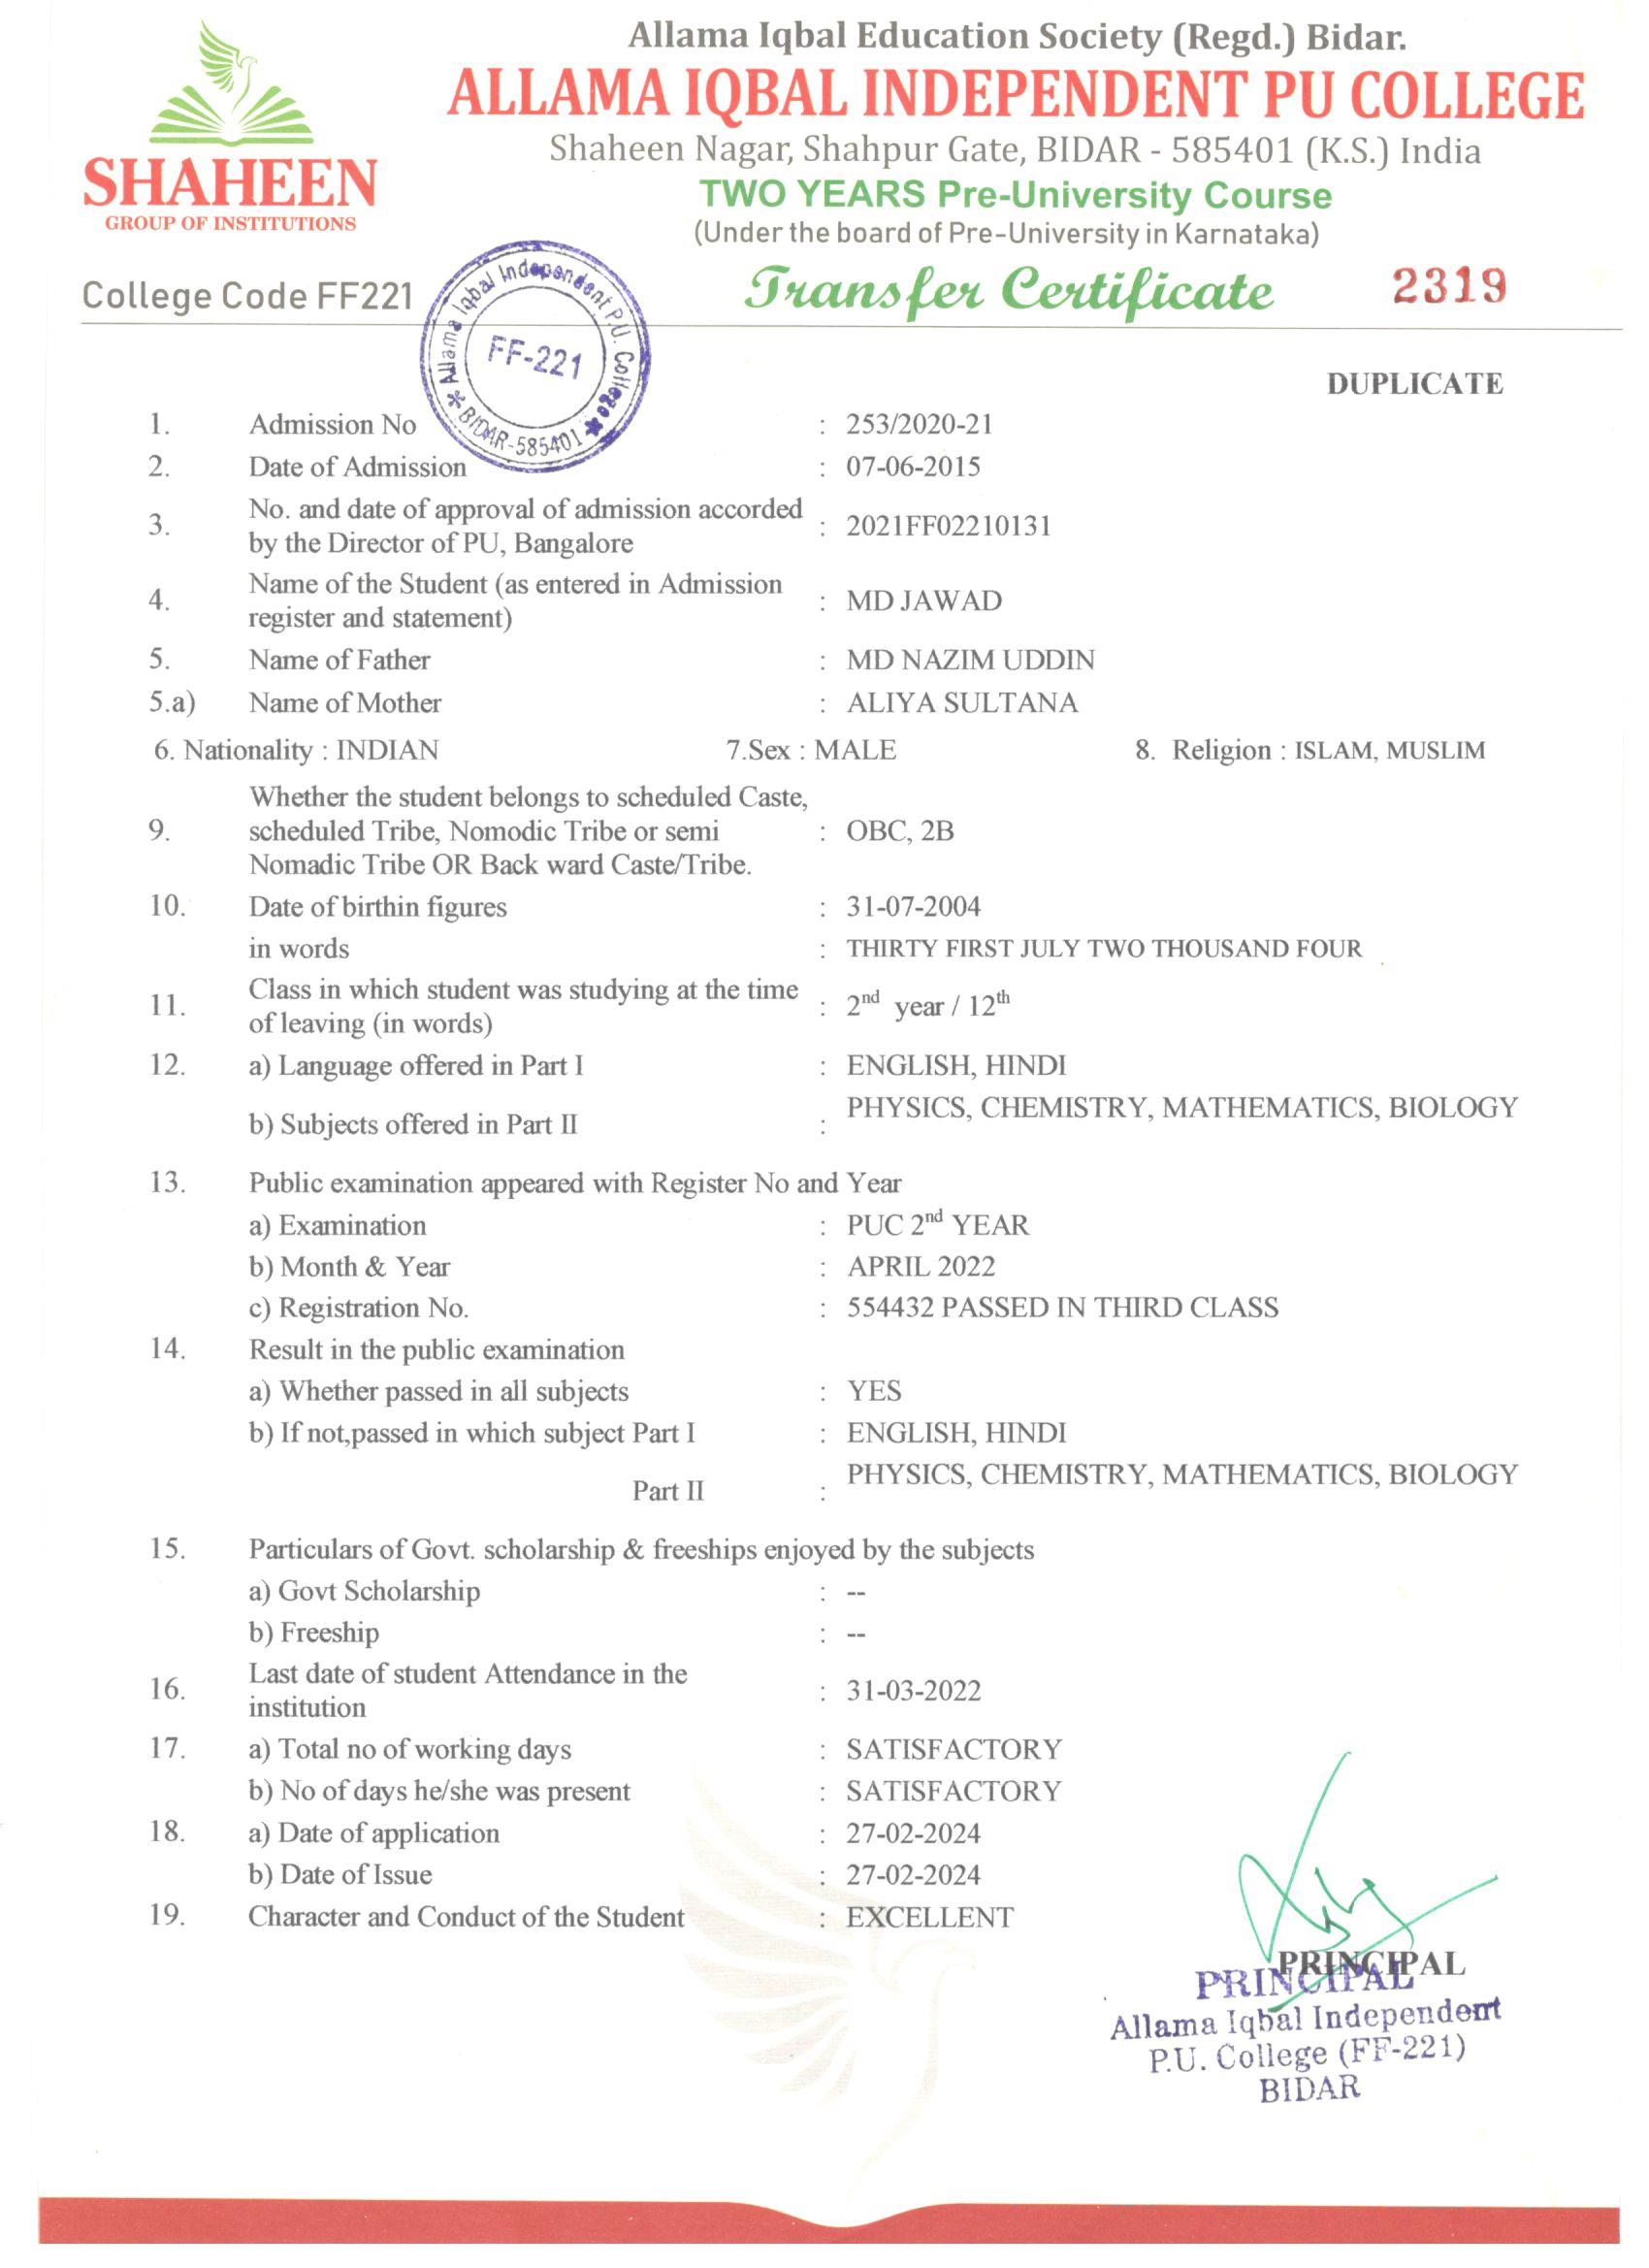 Allama Iqbal Education Society (Regd.) Bidar.
ALLAMA IQBAL INDEPENDENT PU COLLEGE
Shaheen Nagar, Shahpur Gate, BIDAR - 585401 (K.S.) India
TWO YEARS Pre-University Course
(Under the board of Pre-University in Karnataka)
SHAHEEN
GROUP OF INSTITUTIONS
College Code FF221
Allama Iqbal Independent P.U. College
FF-221
BIDAR-585401
Transfer Certificate 2319
DUPLICATE
1. Admission No : 253/2020-21
2. Date of Admission : 07-06-2015
3. No. and date of approval of admission accorded
by the Director of PU, Bangalore : 2021FF02210131
4. Name of the Student (as entered in Admission
register and statement) : MD JAWAD
5. Name of Father : MD NAZIM UDDIN
5.a) Name of Mother : ALIYA SULTANA
6. Nationality : INDIAN 7.Sex : MALE 8. Religion : ISLAM, MUSLIM
Whether the student belongs to scheduled Caste,
9. scheduled Tribe, Nomodic Tribe or semi : OBC, 2B
Nomadic Tribe OR Back ward Caste/Tribe.
10. Date of birthin figures : 31-07-2004
in words : THIRTY FIRST JULY TWO THOUSAND FOUR
11. Class in which student was studying at the time
of leaving (in words) : 2nd year / 12th
12. a) Language offered in Part I : ENGLISH, HINDI
b) Subjects offered in Part II : PHYSICS, CHEMISTRY, MATHEMATICS, BIOLOGY
13. Public examination appeared with Register No and Year
a) Examination : PUC 2nd YEAR
b) Month & Year : APRIL 2022
c) Registration No. : 554432 PASSED IN THIRD CLASS
14. Result in the public examination
a) Whether passed in all subjects : YES
b) If not,passed in which subject Part I : ENGLISH, HINDI
Part II : PHYSICS, CHEMISTRY, MATHEMATICS, BIOLOGY
15. Particulars of Govt. scholarship & freeships enjoyed by the subjects
a) Govt Scholarship : --
b) Freeship : --
16. Last date of student Attendance in the
institution : 31-03-2022
17. a) Total no of working days : SATISFACTORY
b) No of days he/she was present : SATISFACTORY
18. a) Date of application : 27-02-2024
b) Date of Issue : 27-02-2024
19. Character and Conduct of the Student : EXCELLENT
PRINCIPAL
PRINCIPAL
Allama Iqbal Independent
P.U. College (FF-221)
BIDAR